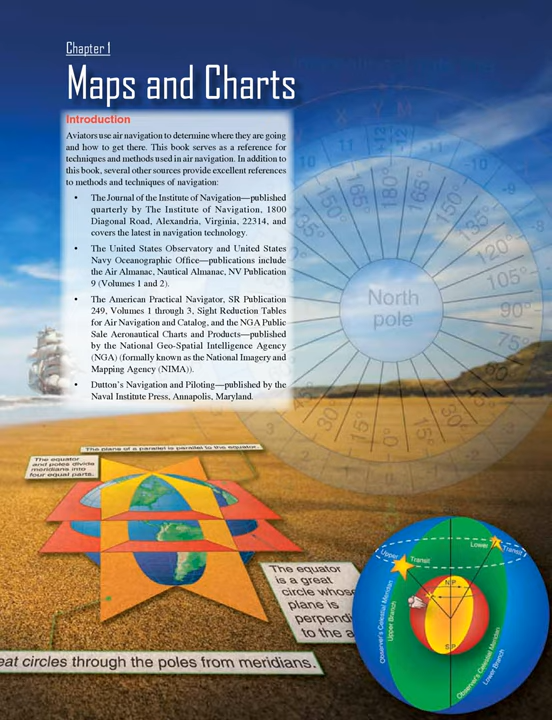 Chapter 1
Maps and Charts
Introduction
Aviators use air navigation to determine where they are going
and how to get there. This book serves as a reference for
techniques and methods used in air navigation. In addition to
this book, several other sources provide excellent references
to methods and techniques of navigation:
• The Journal of the Institute of Navigation—published
quarterly by The Institute of Navigation, 1800
Diagonal Road, Alexandria, Virginia, 22314, and
covers the latest in navigation technology.
• The United States Observatory and United States
Navy Oceanographic Office—publications include
the Air Almanac, Nautical Almanac, NV Publication
9 (Volumes 1 and 2).
• The American Practical Navigator, SR Publication
249, Volumes 1 through 3, Sight Reduction Tables
for Air Navigation and Catalog, and the NGA Public
Sale Aeronautical Charts and Products—published
by the National Geo-Spatial Intelligence Agency
(NGA) (formally known as the National Imagery and
Mapping Agency (NIMA)).
• Dutton's Navigation and Piloting—published by the
Naval Institute Press, Annapolis, Maryland.
X Y M
10 11 +12 -12 -11 -10 -9
150° 165° 180° 165° 150° 135° 120° 105° 90° 75°
North
pole
30° 15° 0° 15° 30°
The plane of a parallel is parallel to the equator.
The equator
and poles divide
meridians into
four equal parts.
The equator
is a great
circle whose
plane is
perpendi
to the a
eat circles through the poles from meridians.
Upper Transit
Lower Transit
N.P.
S.P.
Observer's Celestial Meridian
Upper Branch
Observer's Celestial Meridian
Lower Branch